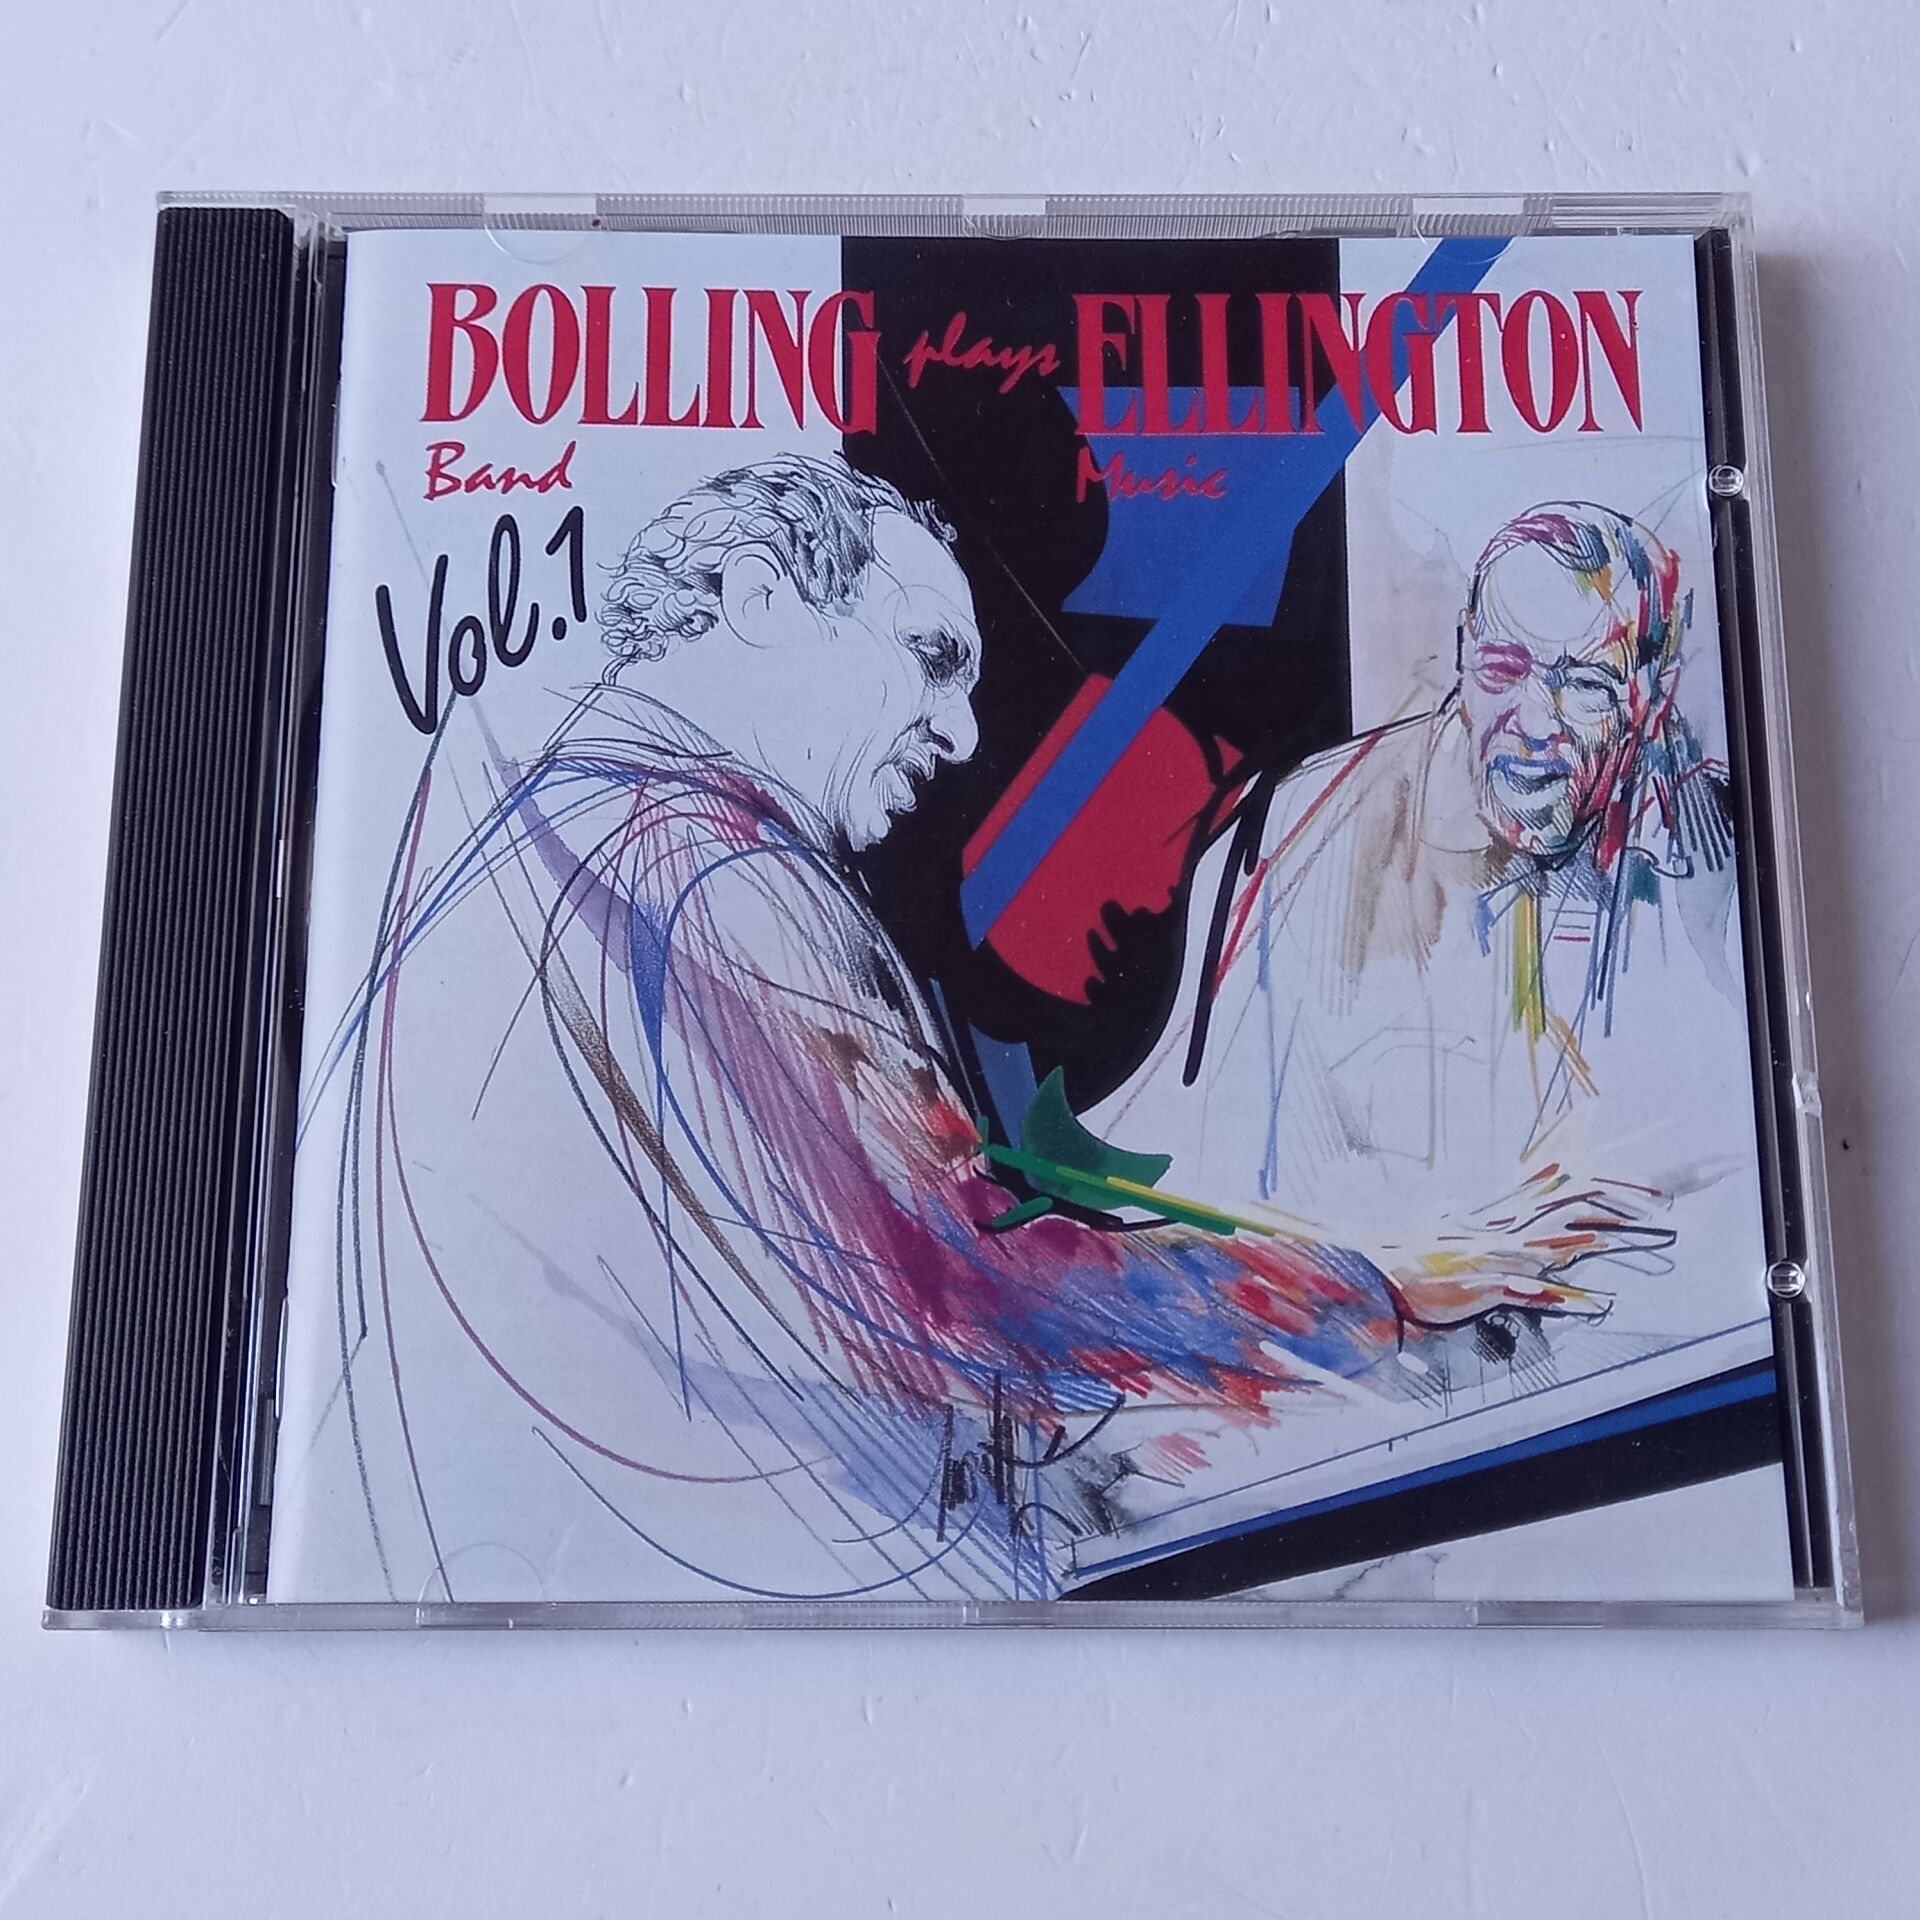 BOLLING plays ELLINGTON
Band Music
Vol.1